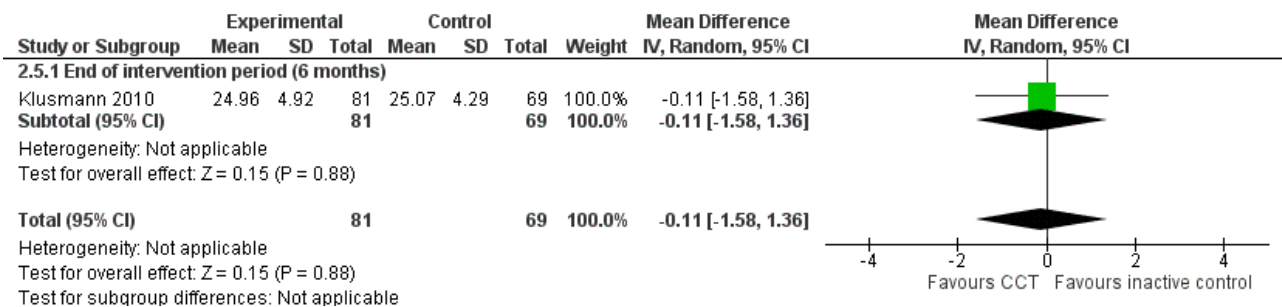 Experimental Control Mean Difference Mean Difference
Study or Subgroup Mean SD Total Mean SD Total Weight IV, Random, 95% CI IV, Random, 95% CI
2.5.1 End of intervention period (6 months)
Klusmann 2010 24.96 4.92 81 25.07 4.29 69 100.0% -0.11 [-1.58, 1.36]
Subtotal (95% CI) 81 69 100.0% -0.11 [-1.58, 1.36]
Heterogeneity: Not applicable
Test for overall effect: Z = 0.15 (P = 0.88)
Total (95% CI) 81 69 100.0% -0.11 [-1.58, 1.36]
Heterogeneity: Not applicable
Test for overall effect: Z = 0.15 (P = 0.88)
Test for subgroup differences: Not applicable
-4 -2 0 2 4
Favours CCT Favours inactive control